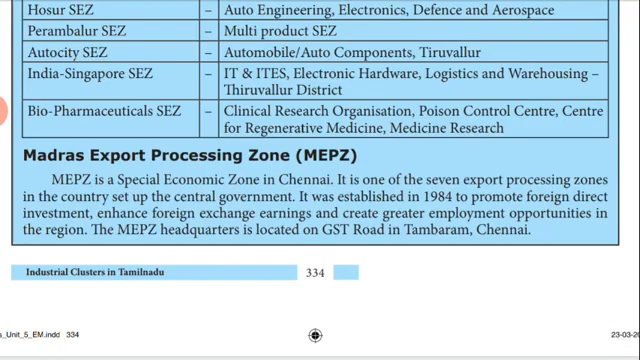 Hosur SEZ – Auto Engineering, Electronics, Defence and Aerospace
Perambalur SEZ – Multi product SEZ
Autocity SEZ – Automobile/Auto Components, Tiruvallur
India-Singapore SEZ – IT & ITES, Electronic Hardware, Logistics and Warehousing –
Thiruvallur District
Bio-Pharmaceuticals SEZ – Clinical Research Organisation, Poison Control Centre, Centre
for Regenerative Medicine, Medicine Research
Madras Export Processing Zone (MEPZ)
MEPZ is a Special Economic Zone in Chennai. It is one of the seven export processing zones
in the country set up the central government. It was established in 1984 to promote foreign direct
investment, enhance foreign exchange earnings and create greater employment opportunities in
the region. The MEPZ headquarters is located on GST Road in Tambaram, Chennai.
Industrial Clusters in Tamilnadu 334
s_Unit_5_EM.indd 334 23-03-20